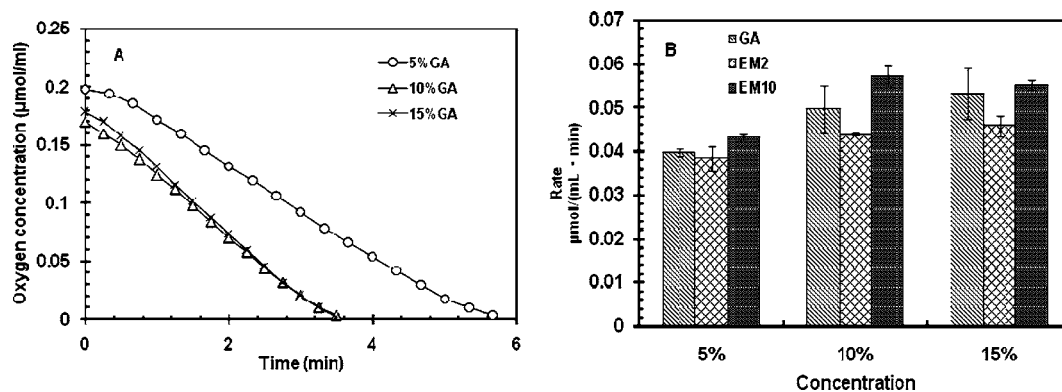 A
Oxygen concentration (μmol/ml)
0.26
0.2
0.15
0.1
0.05
0
0
2
4
6
Time (min)
5% GA
10% GA
15% GA
B
Rate
μmol/(mL · min)
0.07
0.06
0.05
0.04
0.03
0.02
0.01
0
GA
EM2
EM10
5%
10%
15%
Concentration